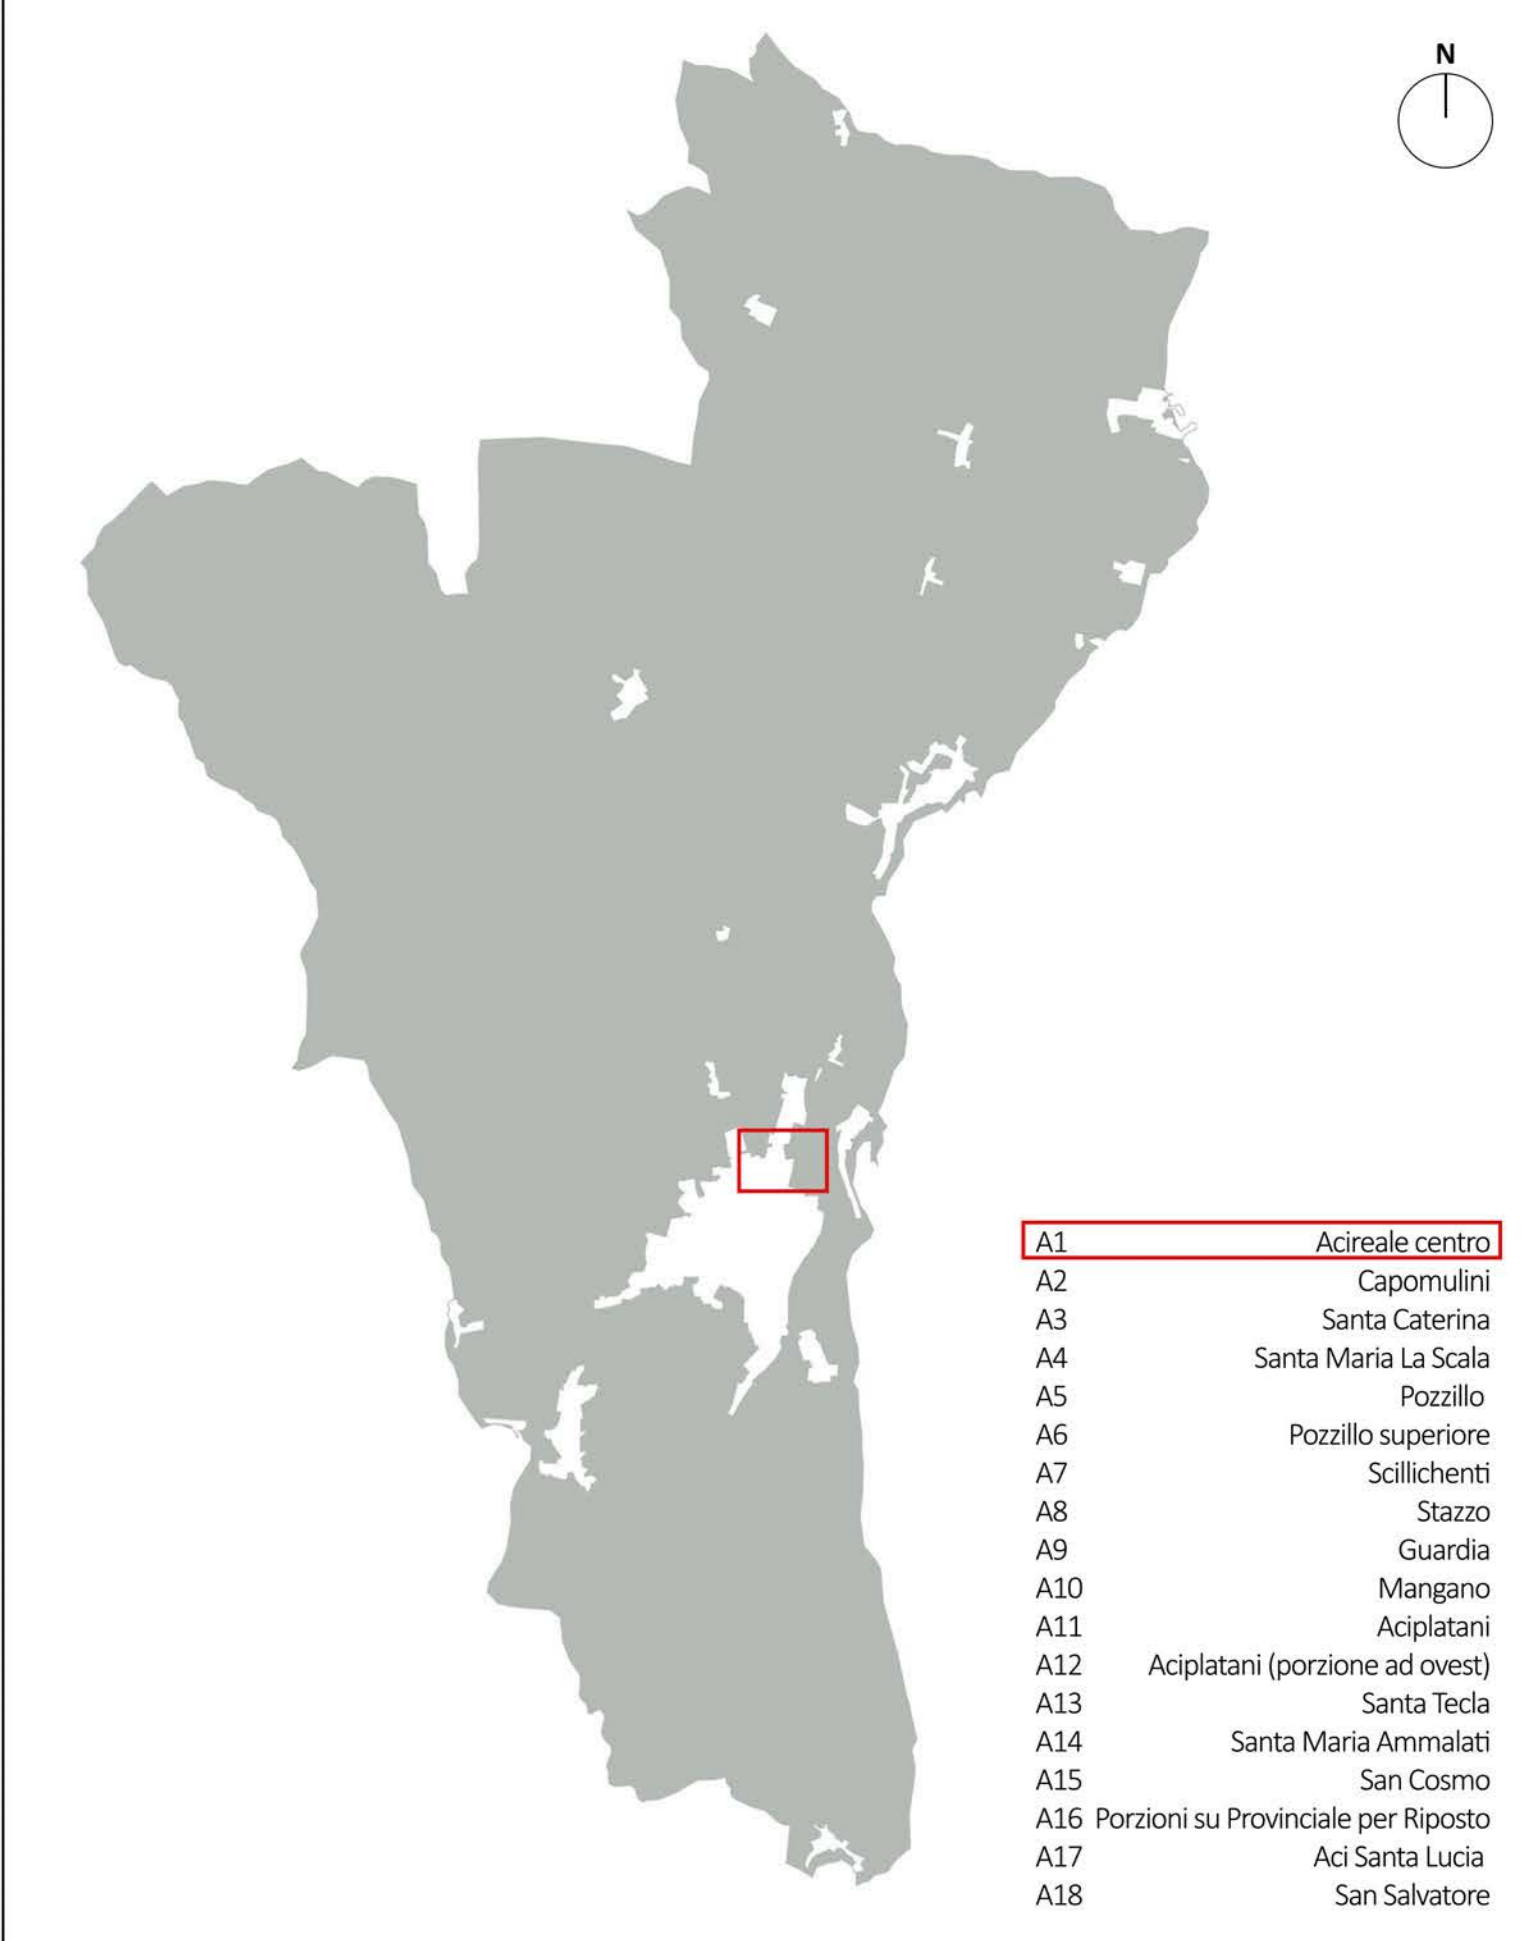 N
A1 Acireale centro
A2 Capomulini
A3 Santa Caterina
A4 Santa Maria La Scala
A5 Pozzillo
A6 Pozzillo superiore
A7 Scillichenti
A8 Stazzo
A9 Guardia
A10 Mangano
A11 Aciplatani
A12 Aciplatani (porzione ad ovest)
A13 Santa Tecla
A14 Santa Maria Ammalati
A15 San Cosmo
A16 Porzioni su Provinciale per Riposto
A17 Aci Santa Lucia
A18 San Salvatore